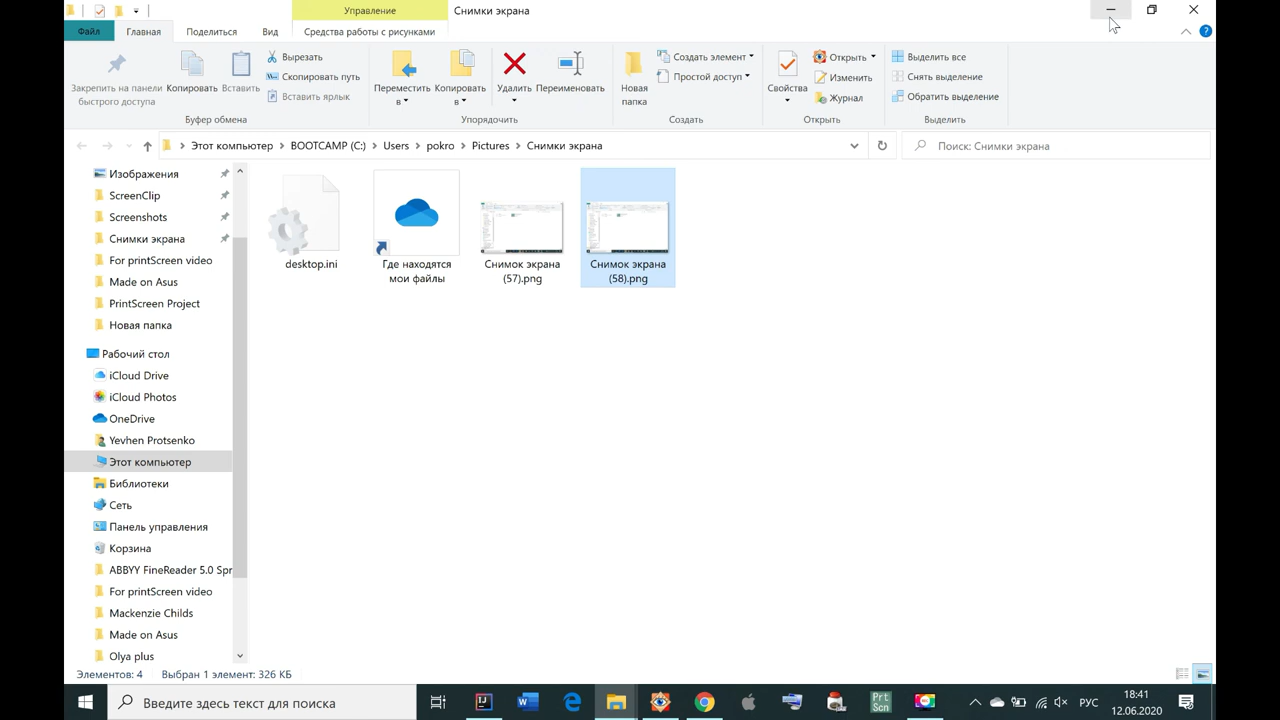 Управление
Снимки экрана
Файл
Главная
Поделиться
Вид
Средства работы с рисунками
Закрепить на панели
быстрого доступа
Копировать
Вставить
Вырезать
Скопировать путь
Вставить ярлык
Буфер обмена
Переместить
в
Копировать
в
Удалить
Переименовать
Упорядочить
Новая
папка
Создать элемент
Простой доступ
Создать
Свойства
Открыть
Изменить
Журнал
Открыть
Выделить все
Снять выделение
Обратить выделение
Выделить
Этот компьютер > BOOTCAMP (C:) > Users > pokro > Pictures > Снимки экрана
Поиск: Снимки экрана
Изображения
ScreenClip
Screenshots
Снимки экрана
For printScreen video
Made on Asus
PrintScreen Project
Новая папка
Рабочий стол
iCloud Drive
iCloud Photos
OneDrive
Yevhen Protsenko
Этот компьютер
Библиотеки
Сеть
Панель управления
Корзина
ABBYY FineReader 5.0 Spr
For printScreen video
Mackenzie Childs
Made on Asus
Olya plus
desktop.ini
Где находятся
мои файлы
Снимок экрана
(57).png
Снимок экрана
(58).png
Элементов: 4
Выбран 1 элемент: 326 КБ
Введите здесь текст для поиска
Prt
Scn
РУС
18:41
12.06.2020